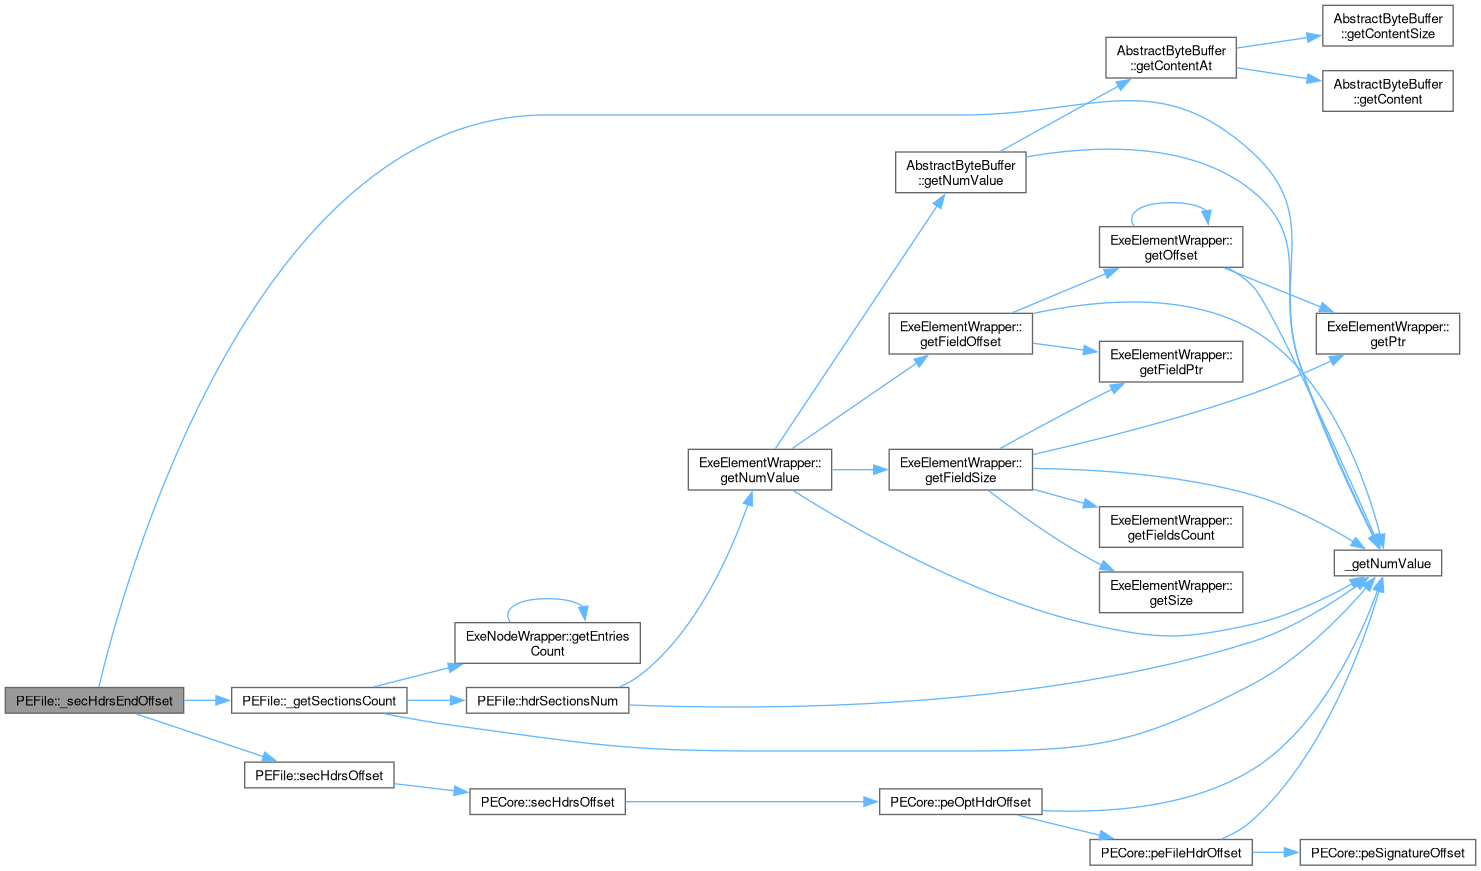 AbstractByteBuffer
::getContentSize
AbstractByteBuffer
::getContentAt
AbstractByteBuffer
::getContent
AbstractByteBuffer
::getNumValue
ExeElementWrapper::
getOffset
ExeElementWrapper::
getFieldOffset
ExeElementWrapper::
getPtr
ExeElementWrapper::
getFieldPtr
ExeElementWrapper::
getNumValue
ExeElementWrapper::
getFieldSize
ExeElementWrapper::
getFieldsCount
_getNumValue
ExeElementWrapper::
getSize
ExeNodeWrapper::getEntries
Count
PEFile::_secHdrsEndOffset
PEFile::_getSectionsCount
PEFile::hdrSectionsNum
PEFile::secHdrsOffset
PECore::secHdrsOffset
PECore::peOptHdrOffset
PECore::peFileHdrOffset
PECore::peSignatureOffset